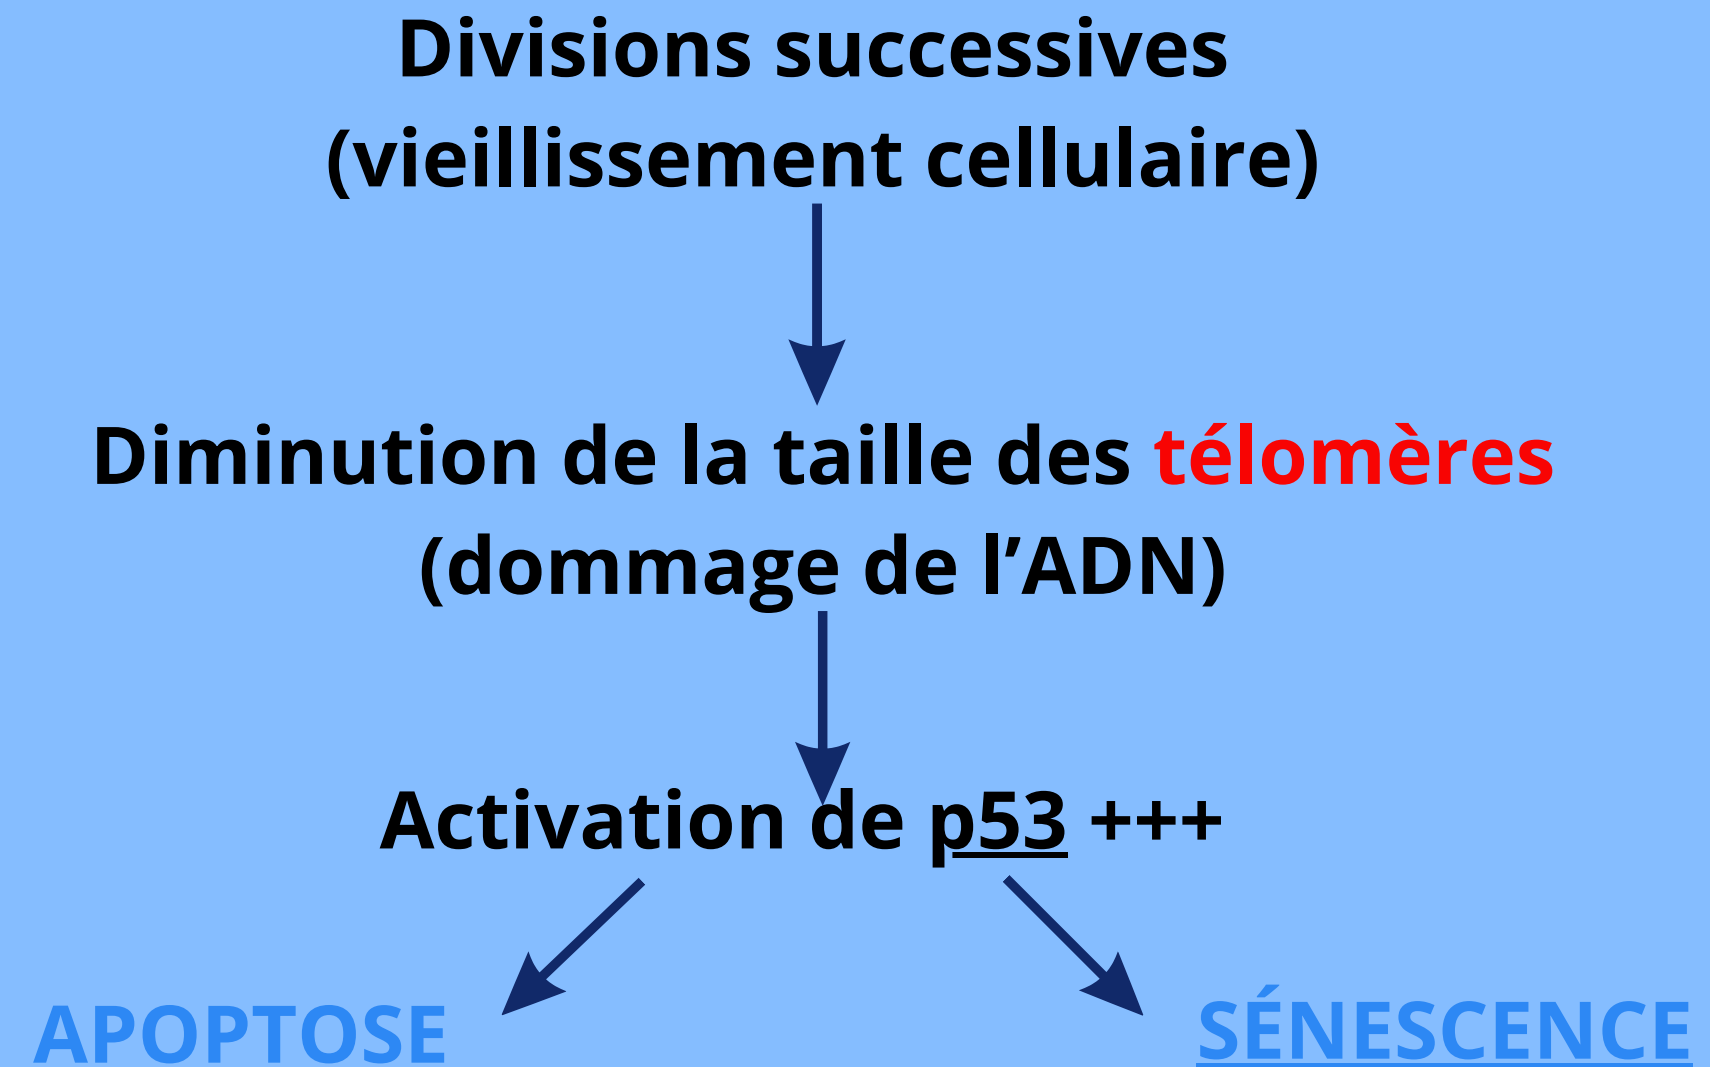 Divisions successives
(vieillissement cellulaire)
Diminution de la taille des télomères
(dommage de l’ADN)
Activation de p53 +++
APOPTOSE
SÉNESCENCE